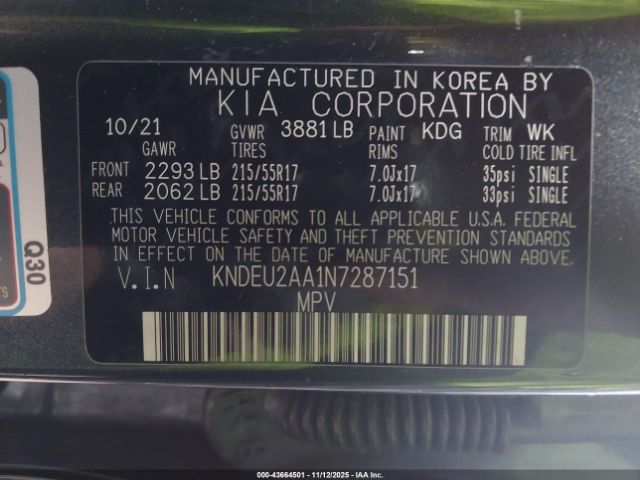 MANUFACTURED IN KOREA BY
KIA CORPORATION
10/21 GVWR 3881 LB PAINT KDG TRIM WK
GAWR TIRES RIMS COLD TIRE INFL
FRONT 2293 LB 215/55R17 7.0Jx17 35psi SINGLE
REAR 2062 LB 215/55R17 7.0Jx17 33psi SINGLE
THIS VEHICLE CONFORMS TO ALL APPLICABLE U.S.A. FEDERAL
MOTOR VEHICLE SAFETY AND THEFT PREVENTION STANDARDS
IN EFFECT ON THE DATE OF MANUFACTURE SHOWN ABOVE.
V.I.N KNDEU2AA1N7287151
MPV
Q30
000-43664501 - 11/12/2025 - IAA Inc.